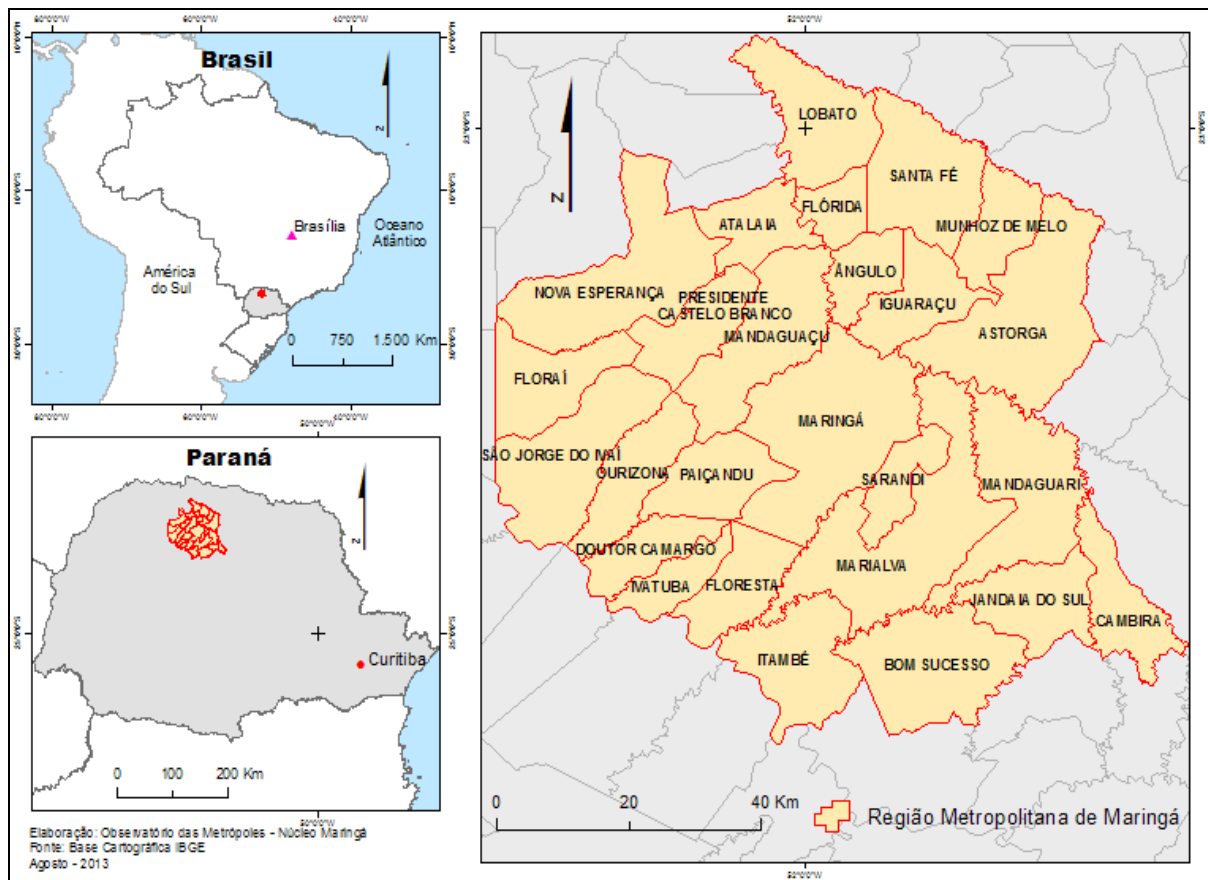 Brasil
Z
Brasília
Oceano
Atlântico
América
do Sul
0 750 1.500 Km
Paraná
Z
Curitiba
0 100 200 Km
Elaboração: Observatório das Metrópoles - Núcleo Maringá
Fonte: Base Cartográfica IBGE
Agosto - 2013
Z
LOBATO
SANTA FÉ
FLÓRIDA
ATALAIA
MUNHOZ DE MELO
ÂNGULO
NOVA ESPERANÇA
PRESIDENTE
CASTELO BRANCO
IGUARAÇU
MANDAGUAÇU
ASTORGA
FLORAÍ
MARINGÁ
SÃO JORGE DO IVAÍ
OURIZONA
PAIÇANDU
SARANDI
MANDAGUARI
DOUTOR CAMARGO
MARIALVA
IVATUBA
FLORESTA
JANDAIA DO SUL
CAMBIRA
ITAMBÉ
BOM SUCESSO
0 20 40 Km
Região Metropolitana de Maringá